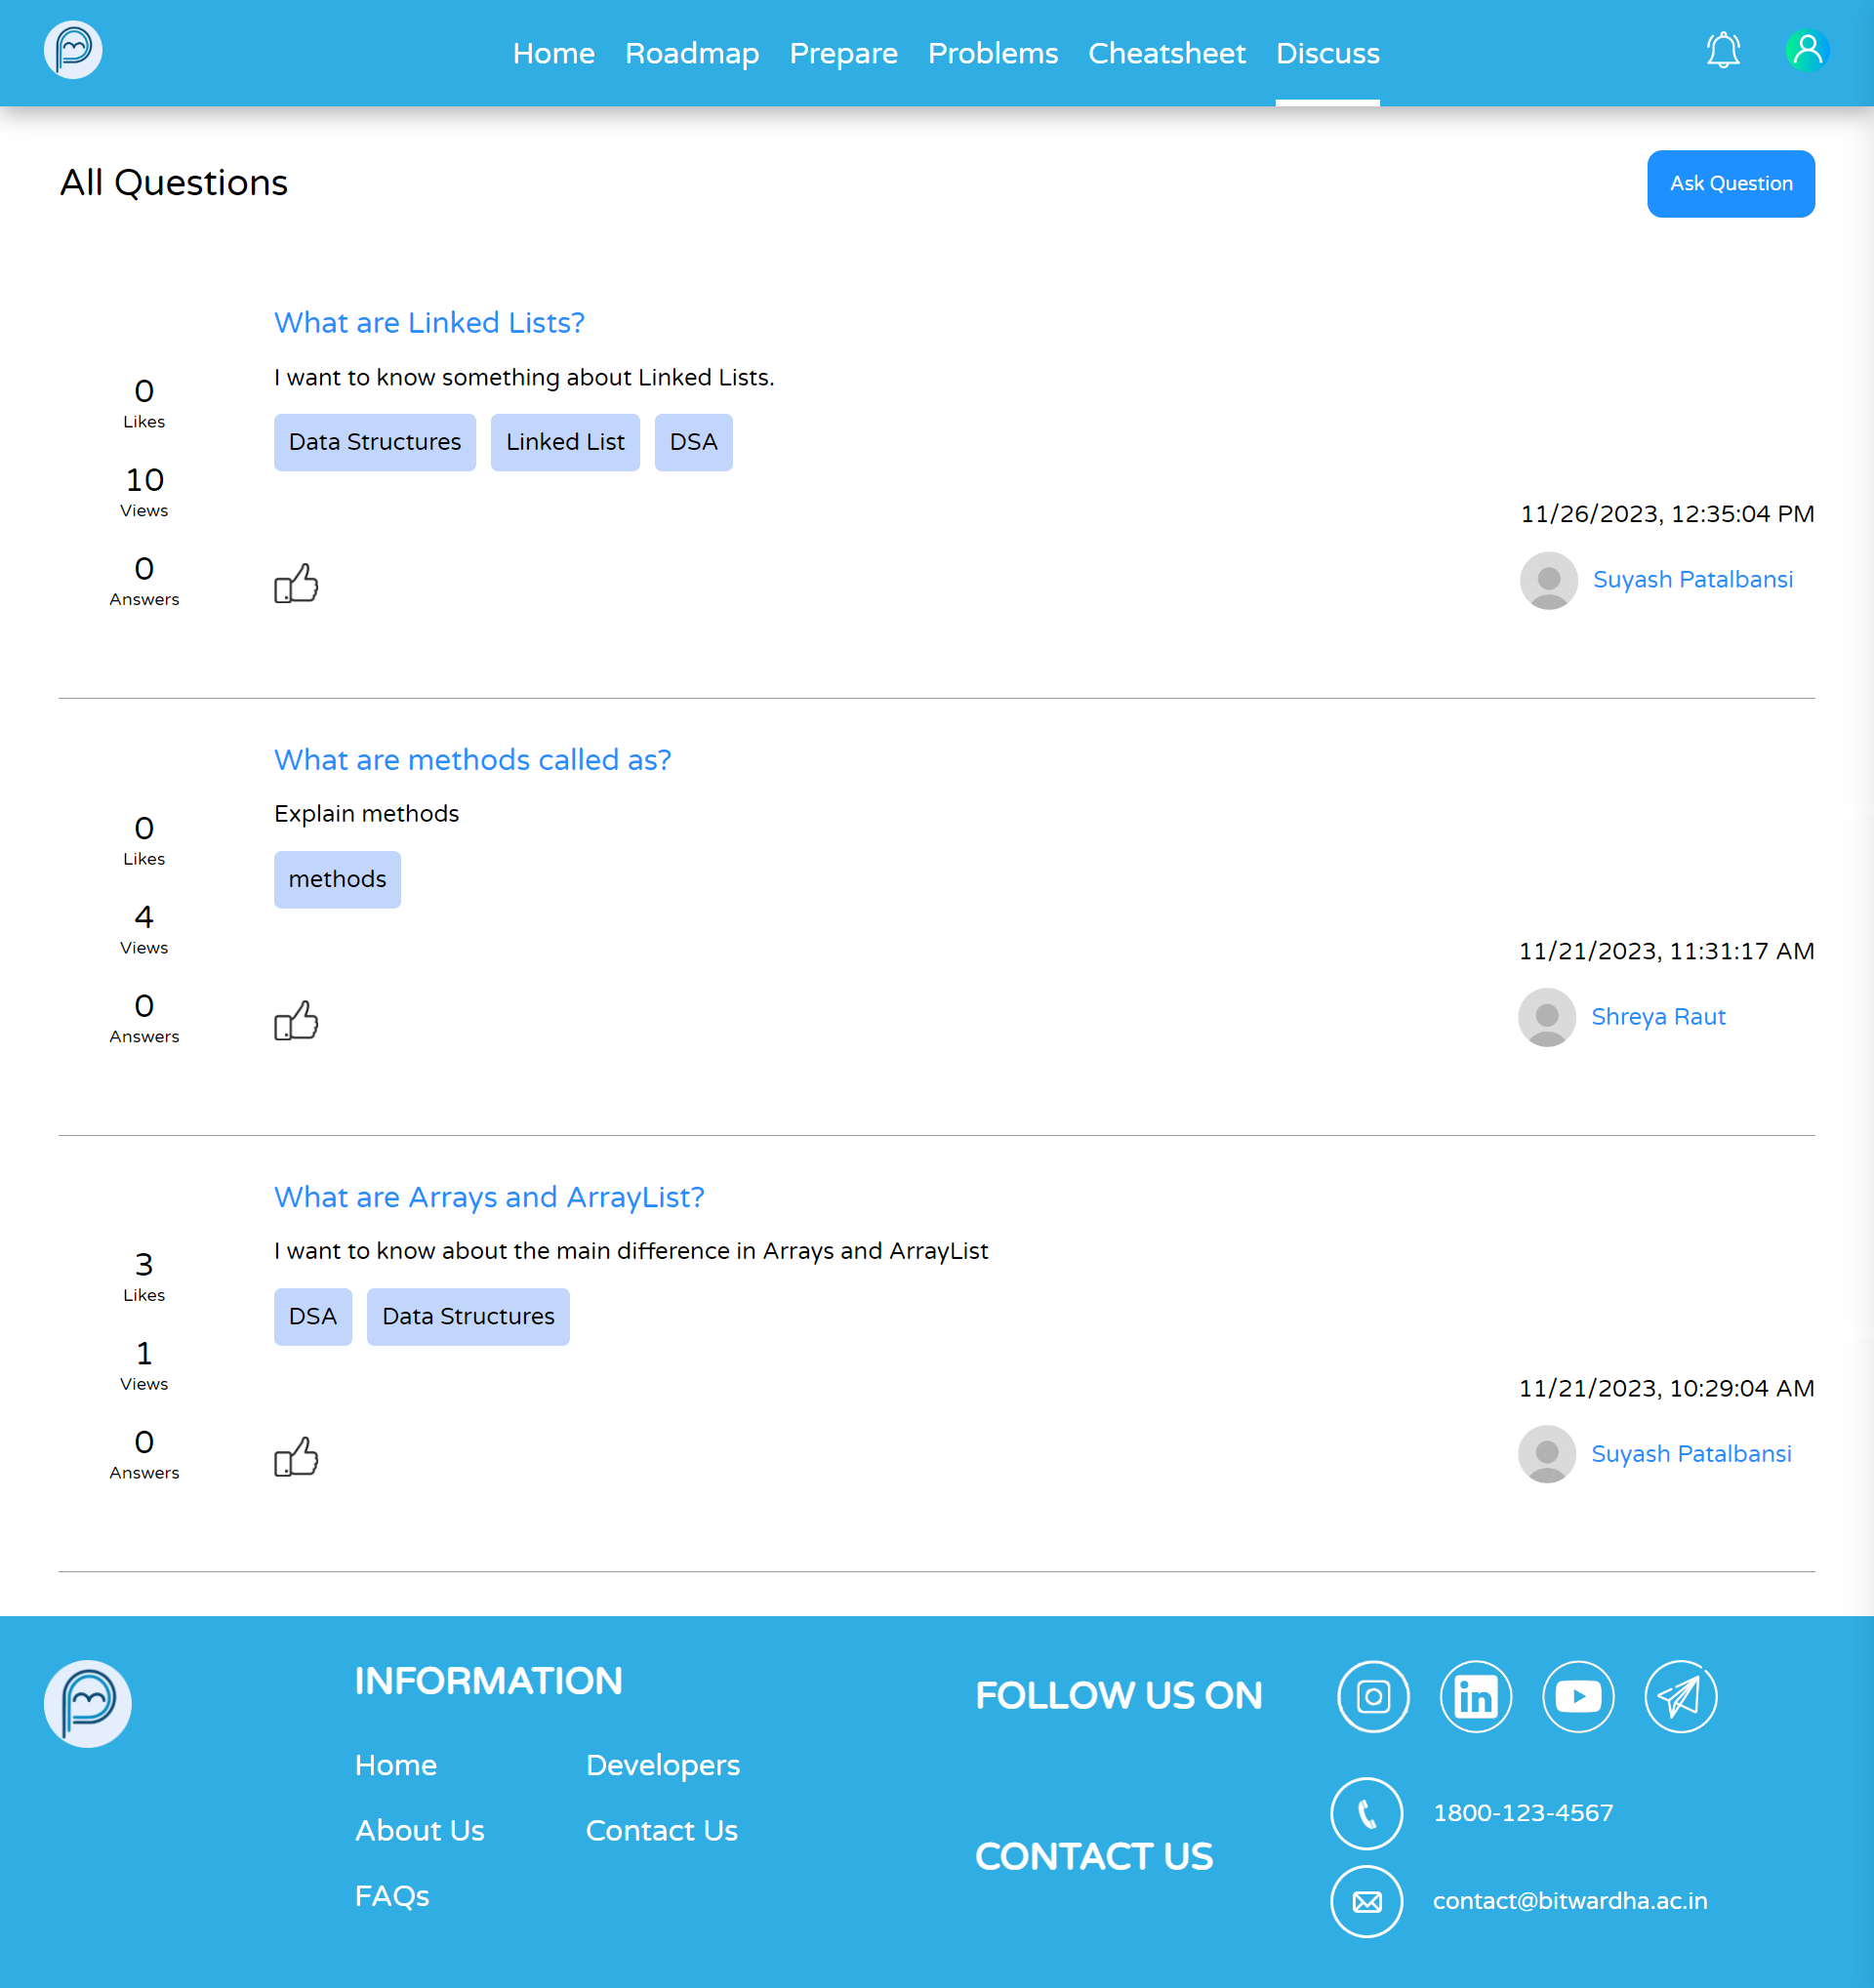 Home Roadmap Prepare Problems Cheatsheet Discuss
All Questions
Ask Question
What are Linked Lists?
I want to know something about Linked Lists.
0
Likes
Data Structures Linked List DSA
10
Views
11/26/2023, 12:35:04 PM
0
Answers
Suyash Patalbansi
What are methods called as?
Explain methods
0
Likes
methods
4
Views
11/21/2023, 11:31:17 AM
0
Answers
Shreya Raut
What are Arrays and ArrayList?
I want to know about the main difference in Arrays and ArrayList
3
Likes
DSA Data Structures
1
Views
11/21/2023, 10:29:04 AM
0
Answers
Suyash Patalbansi
INFORMATION
Home Developers
About Us Contact Us
FAQs
FOLLOW US ON
in
CONTACT US
1800-123-4567
contact@bitwardha.ac.in